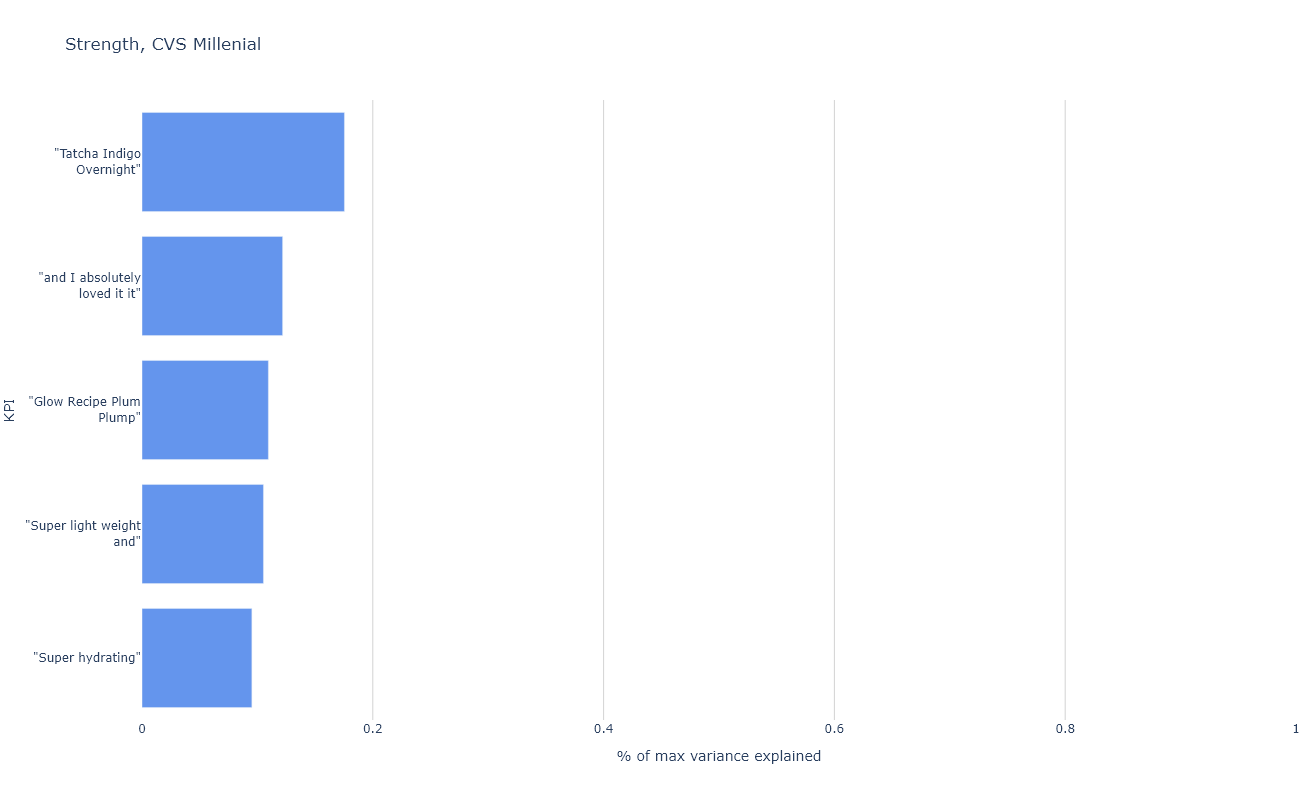 Strength, CVS Millenial
"Tatcha Indigo
Overnight"
"and I absolutely
loved it it"
"Glow Recipe Plum
Plump"
"Super light weight
and"
"Super hydrating"
KPI
0 0.2 0.4 0.6 0.8 1
% of max variance explained